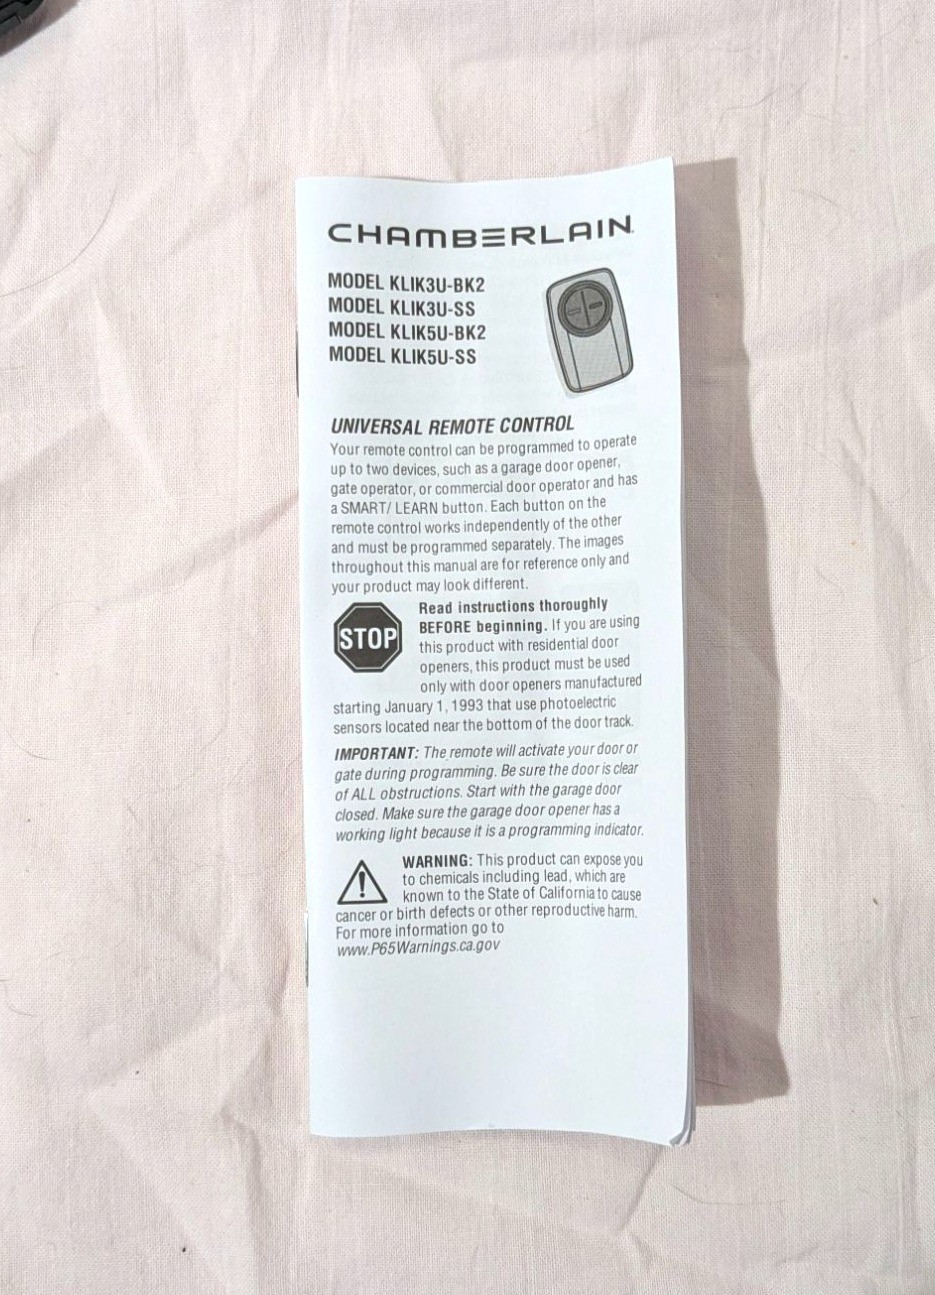 CHAMBERLAIN
MODEL KLIK3U-BK2
MODEL KLIK3U-SS
MODEL KLIK5U-BK2
MODEL KLIK5U-SS
UNIVERSAL REMOTE CONTROL
Your remote control can be programmed to operate
up to two devices, such as a garage door opener,
gate operator, or commercial door operator and has
a SMART/ LEARN button. Each button on the
remote control works independently of the other
and must be programmed separately. The images
throughout this manual are for reference only and
your product may look different.
STOP
Read instructions thoroughly
BEFORE beginning. If you are using
this product with residential door
openers, this product must be used
only with door openers manufactured
starting January 1, 1993 that use photoelectric
sensors located near the bottom of the door track.
IMPORTANT: The remote will activate your door or
gate during programming. Be sure the door is clear
of ALL obstructions. Start with the garage door
closed. Make sure the garage door opener has a
working light because it is a programming indicator.
WARNING: This product can expose you
to chemicals including lead, which are
known to the State of California to cause
cancer or birth defects or other reproductive harm.
For more information go to
www.P65Warnings.ca.gov